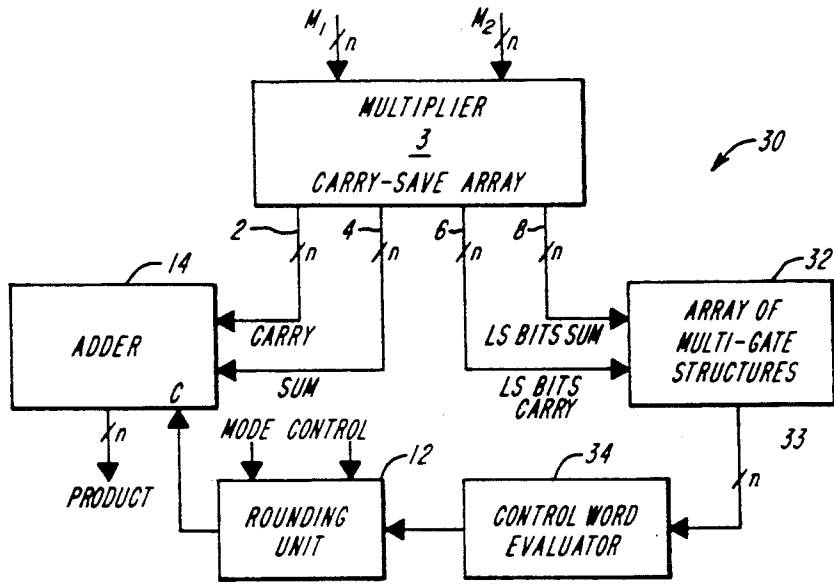 M1
n
M2
n
MULTIPLIER
3
CARRY-SAVE ARRAY
30
2
4
6
8
n
n
n
n
14
32
ADDER
C
CARRY
SUM
LS BITS SUM
LS BITS
CARRY
ARRAY OF
MULTI-GATE
STRUCTURES
n
PRODUCT
MODE CONTROL
12
ROUNDING
UNIT
34
CONTROL WORD
EVALUATOR
33
n